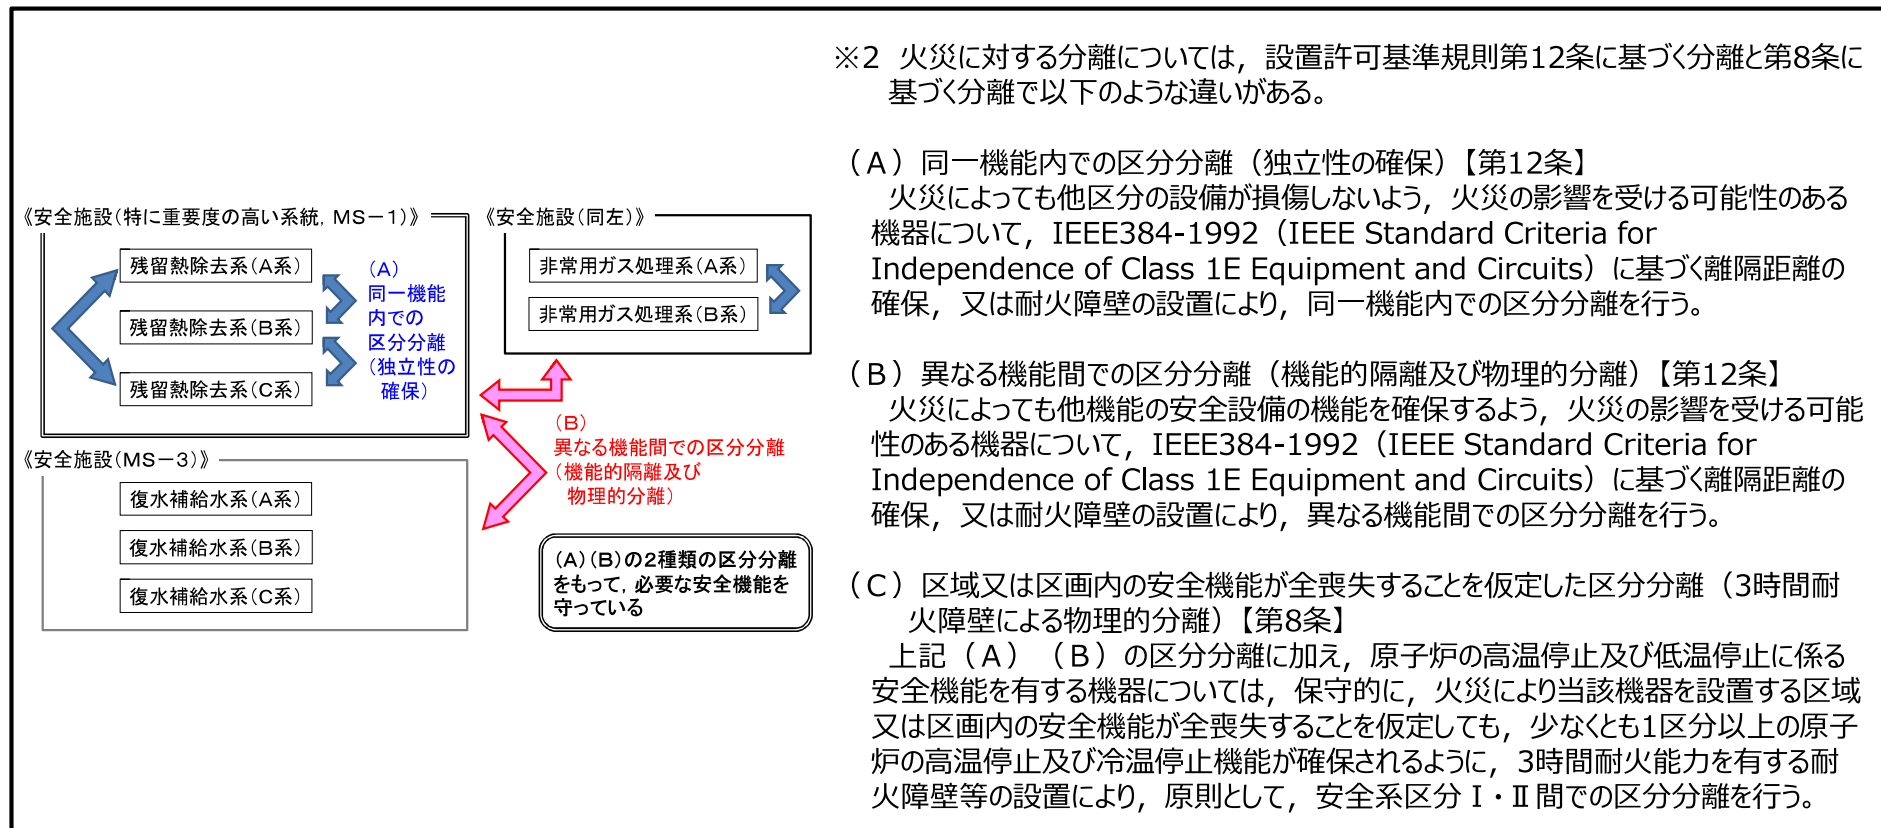 《安全施設(特に重要度の高い系統，MS－1)》
残留熱除去系(A系)
残留熱除去系(B系)
残留熱除去系(C系)
(A)
同一機能
内での
区分分離
(独立性の
確保)
《安全施設(同左)》
非常用ガス処理系(A系)
非常用ガス処理系(B系)
(B)
異なる機能間での区分分離
(機能的隔離及び
物理的分離)
《安全施設(MS－3)》
復水補給水系(A系)
復水補給水系(B系)
復水補給水系(C系)
(A)(B)の2種類の区分分離
をもって，必要な安全機能を
守っている
※2 火災に対する分離については，設置許可基準規則第12条に基づく分離と第8条に
基づく分離で以下のような違いがある。
（A）同一機能内での区分分離（独立性の確保）【第12条】
火災によっても他区分の設備が損傷しないよう，火災の影響を受ける可能性のある
機器について，IEEE384-1992（IEEE Standard Criteria for
Independence of Class 1E Equipment and Circuits）に基づく離隔距離の
確保，又は耐火障壁の設置により，同一機能内での区分分離を行う。
（B）異なる機能間での区分分離（機能的隔離及び物理的分離）【第12条】
火災によっても他機能の安全設備の機能を確保するよう，火災の影響を受ける可能
性のある機器について，IEEE384-1992（IEEE Standard Criteria for
Independence of Class 1E Equipment and Circuits）に基づく離隔距離の
確保，又は耐火障壁の設置により，異なる機能間での区分分離を行う。
（C）区域又は区画内の安全機能が全喪失することを仮定した区分分離（3時間耐
火障壁による物理的分離）【第8条】
上記（A）（B）の区分分離に加え，原子炉の高温停止及び低温停止に係る
安全機能を有する機器については，保守的に，火災により当該機器を設置する区域
又は区画内の安全機能が全喪失することを仮定しても，少なくとも1区分以上の原子
炉の高温停止及び冷温停止機能が確保されるように，3時間耐火能力を有する耐
火障壁等の設置により，原則として，安全系区分Ⅰ・Ⅱ間での区分分離を行う。